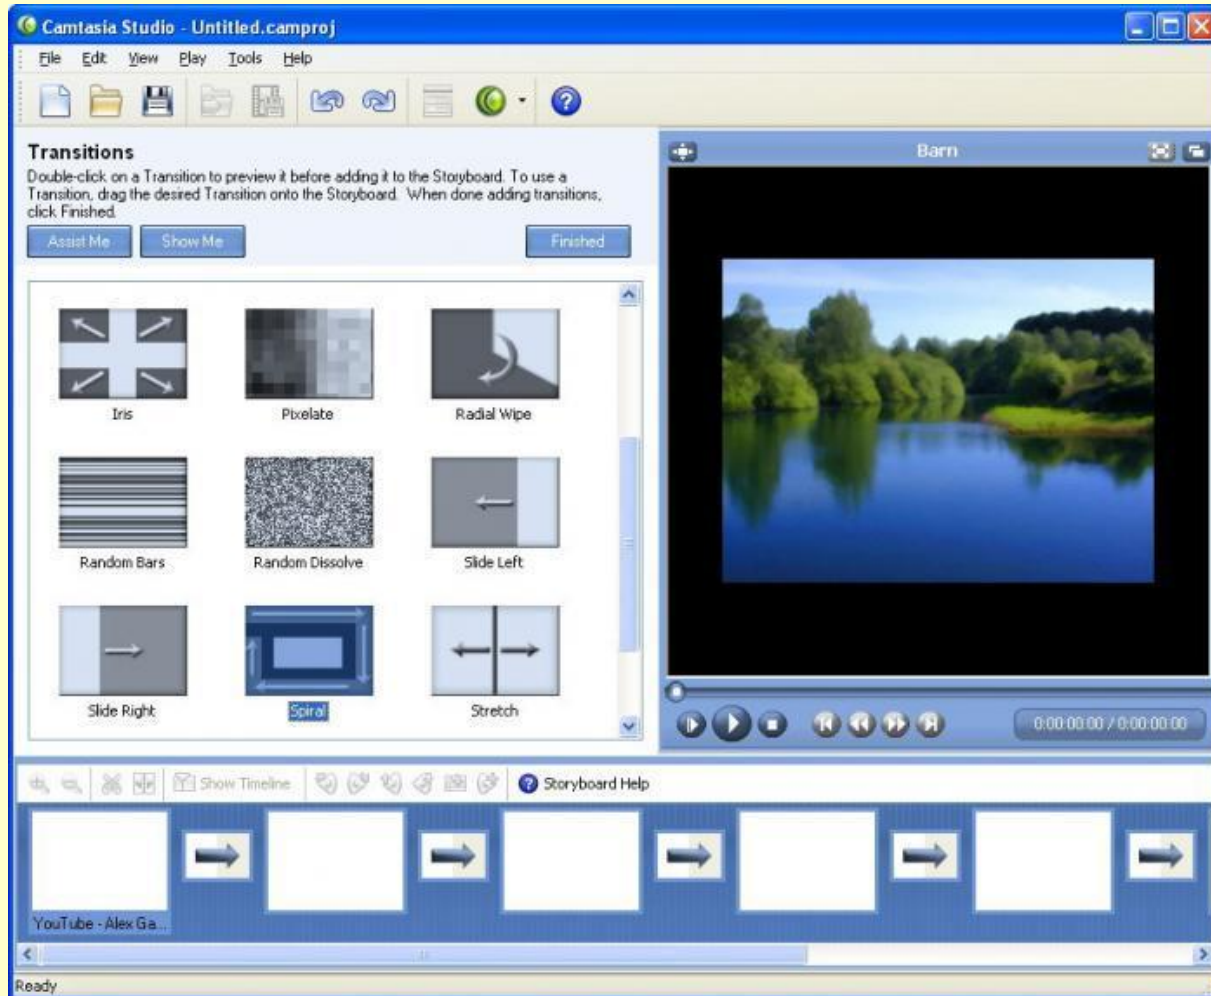 Camtasia Studio - Untitled.camproj
File Edit View Play Tools Help
Transitions
Double-click on a Transition to preview it before adding it to the Storyboard. To use a
Transition, drag the desired Transition onto the Storyboard. When done adding transitions,
click Finished.
Assist Me Show Me Finished
Barn
Iris Pixelate Radial Wipe
Random Bars Random Dissolve Slide Left
Slide Right Spiral Stretch
0:00:00:00 / 0:00:00:00
Show Timeline Storyboard Help
YouTube - Alex Ga...
Ready